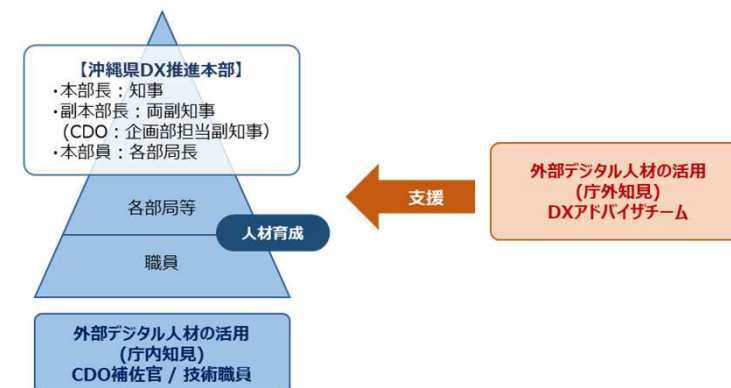 【沖縄県DX推進本部】
・本部長：知事
・副本部長：両副知事
（CDO：企画部担当副知事）
・本部員：各部局長
各部局等
人材育成
職員
外部デジタル人材の活用
(庁内知見)
CDO補佐官 / 技術職員
支援
外部デジタル人材の活用
(庁外知見)
DXアドバイザチーム